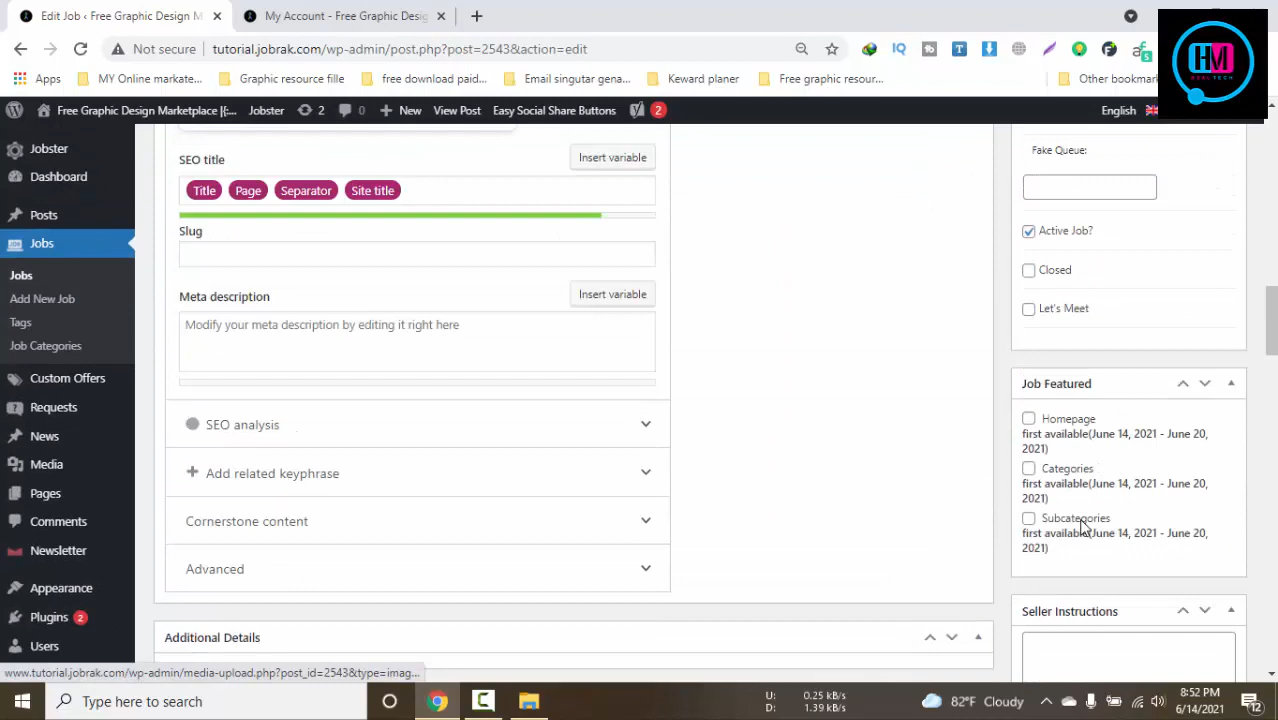 Edit Job ‹ Free Graphic Design M
My Account - Free Graphic Design
Not secure
tutorial.jobrak.com/wp-admin/post.php?post=2543&action=edit
Apps
MY Online markate...
Graphic resource fille
free download paid...
Email singutar gena...
Keward prner
Free graphic resour...
Other bookmark
HM
Free Graphic Design Marketplace |{:...
Jobster
2
0
New
View Post
Easy Social Share Buttons
2
English
Jobster
Dashboard
Posts
Jobs
Jobs
Add New Job
Tags
Job Categories
Custom Offers
Requests
News
Media
Pages
Comments
Newsletter
Appearance
Plugins 2
Users
SEO title
Insert variable
Title Page Separator Site title
Slug
Meta description
Insert variable
Modify your meta description by editing it right here
SEO analysis
Add related keyphrase
Cornerstone content
Advanced
Additional Details
Fake Queue:
Active Job?
Closed
Let's Meet
Job Featured
Homepage
first available(June 14, 2021 - June 20,
2021)
Categories
first available(June 14, 2021 - June 20,
2021)
Subcategories
first available(June 14, 2021 - June 20,
2021)
Seller Instructions
www.tutorial.jobrak.com/wp-admin/media-upload.php?post_id=2543&type=imag...
Type here to search
U: 0.25 kB/s
D: 1.39 kB/s
82°F Cloudy
8:52 PM
6/14/2021
12